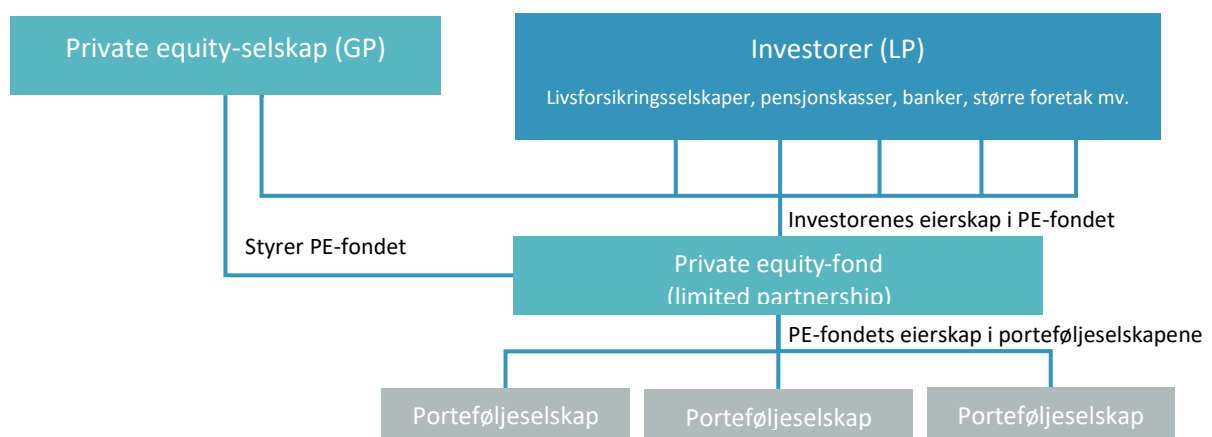 Private equity-selskap (GP)
Investorer (LP)
Livsforsikringsselskaper, pensjonskasser, banker, større foretak mv.
Investorenes eierskap i PE-fondet
Styrer PE-fondet
Private equity-fond
(limited partnership)
PE-fondets eierskap i porteføljeselskapene
Porteføljeselskap
Porteføljeselskap
Porteføljeselskap